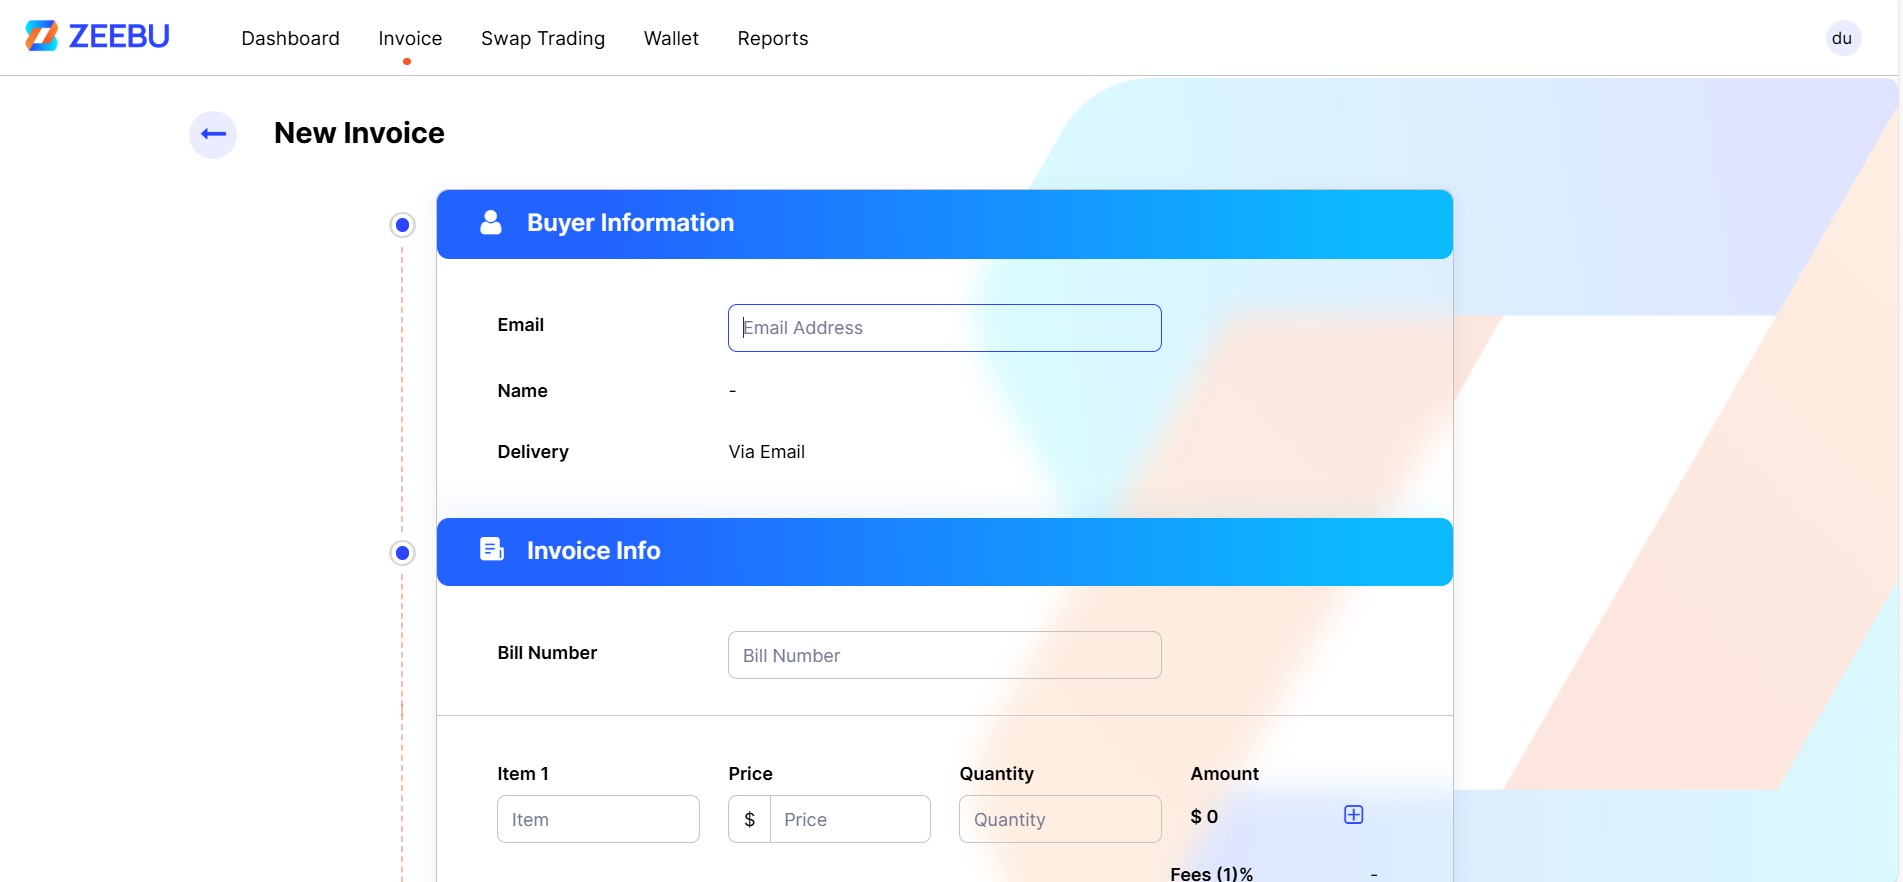 ZEEBU Dashboard Invoice Swap Trading Wallet Reports du
New Invoice
Buyer Information
Email Email Address
Name -
Delivery Via Email
Invoice Info
Bill Number Bill Number
Item 1 Price Quantity Amount
Item $ Price Quantity $ 0
Fees (1)% -